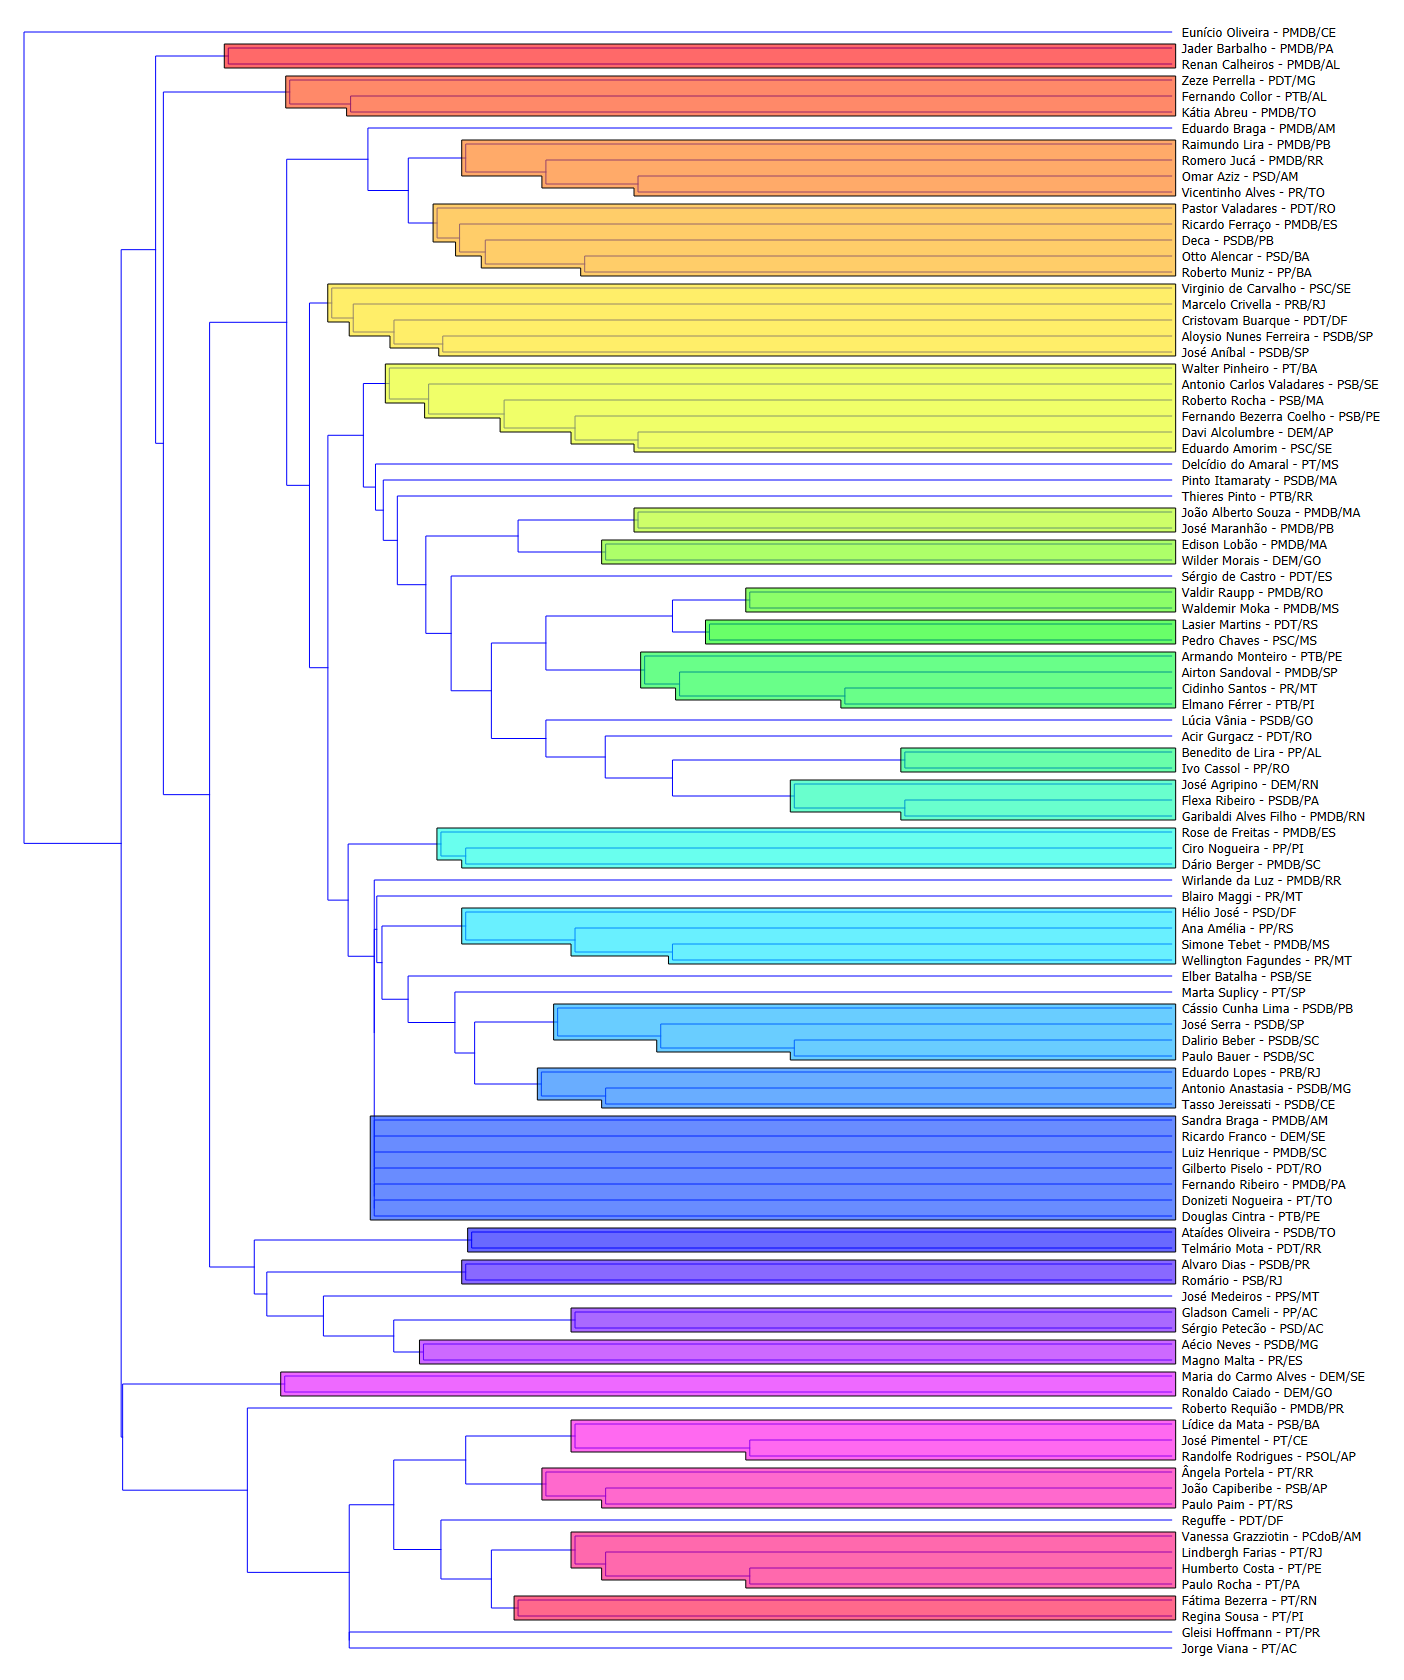 Eunício Oliveira - PMDB/CE
Jader Barbalho - PMDB/PA
Renan Calheiros - PMDB/AL
Zeze Perrella - PDT/MG
Fernando Collor - PTB/AL
Kátia Abreu - PMDB/TO
Eduardo Braga - PMDB/AM
Raimundo Lira - PMDB/PB
Romero Jucá - PMDB/RR
Omar Aziz - PSD/AM
Vicentinho Alves - PR/TO
Pastor Valadares - PDT/RO
Ricardo Ferraço - PMDB/ES
Deca - PSDB/PB
Otto Alencar - PSD/BA
Roberto Muniz - PP/BA
Virginio de Carvalho - PSC/SE
Marcelo Crivella - PRB/RJ
Cristovam Buarque - PDT/DF
Aloysio Nunes Ferreira - PSDB/SP
José Aníbal - PSDB/SP
Walter Pinheiro - PT/BA
Antonio Carlos Valadares - PSB/SE
Roberto Rocha - PSB/MA
Fernando Bezerra Coelho - PSB/PE
Davi Alcolumbre - DEM/AP
Eduardo Amorim - PSC/SE
Delcídio do Amaral - PT/MS
Pinto Itamaraty - PSDB/MA
Thieres Pinto - PTB/RR
João Alberto Souza - PMDB/MA
José Maranhão - PMDB/PB
Edison Lobão - PMDB/MA
Wilder Morais - DEM/GO
Sérgio de Castro - PDT/ES
Valdir Raupp - PMDB/RO
Waldemir Moka - PMDB/MS
Lasier Martins - PDT/RS
Pedro Chaves - PSC/MS
Armando Monteiro - PTB/PE
Airton Sandoval - PMDB/SP
Cidinho Santos - PR/MT
Elmano Férrer - PTB/PI
Lúcia Vânia - PSDB/GO
Acir Gurgacz - PDT/RO
Benedito de Lira - PP/AL
Ivo Cassol - PP/RO
José Agripino - DEM/RN
Flexa Ribeiro - PSDB/PA
Garibaldi Alves Filho - PMDB/RN
Rose de Freitas - PMDB/ES
Ciro Nogueira - PP/PI
Dário Berger - PMDB/SC
Wirlande da Luz - PMDB/RR
Blairo Maggi - PR/MT
Hélio José - PSD/DF
Ana Amélia - PP/RS
Simone Tebet - PMDB/MS
Wellington Fagundes - PR/MT
Elber Batalha - PSB/SE
Marta Suplicy - PT/SP
Cássio Cunha Lima - PSDB/PB
José Serra - PSDB/SP
Dalirio Beber - PSDB/SC
Paulo Bauer - PSDB/SC
Eduardo Lopes - PRB/RJ
Antonio Anastasia - PSDB/MG
Tasso Jereissati - PSDB/CE
Sandra Braga - PMDB/AM
Ricardo Franco - DEM/SE
Luiz Henrique - PMDB/SC
Gilberto Piselo - PDT/RO
Fernando Ribeiro - PMDB/PA
Donizeti Nogueira - PT/TO
Douglas Cintra - PTB/PE
Ataídes Oliveira - PSDB/TO
Telmário Mota - PDT/RR
Alvaro Dias - PSDB/PR
Romário - PSB/RJ
José Medeiros - PPS/MT
Gladson Cameli - PP/AC
Sérgio Petecão - PSD/AC
Aécio Neves - PSDB/MG
Magno Malta - PR/ES
Maria do Carmo Alves - DEM/SE
Ronaldo Caiado - DEM/GO
Roberto Requião - PMDB/PR
Lídice da Mata - PSB/BA
José Pimentel - PT/CE
Randolfe Rodrigues - PSOL/AP
Ângela Portela - PT/RR
João Capiberibe - PSB/AP
Paulo Paim - PT/RS
Reguffe - PDT/DF
Vanessa Grazziotin - PCdoB/AM
Lindbergh Farias - PT/RJ
Humberto Costa - PT/PE
Paulo Rocha - PT/PA
Fátima Bezerra - PT/RN
Regina Sousa - PT/PI
Gleisi Hoffmann - PT/PR
Jorge Viana - PT/AC